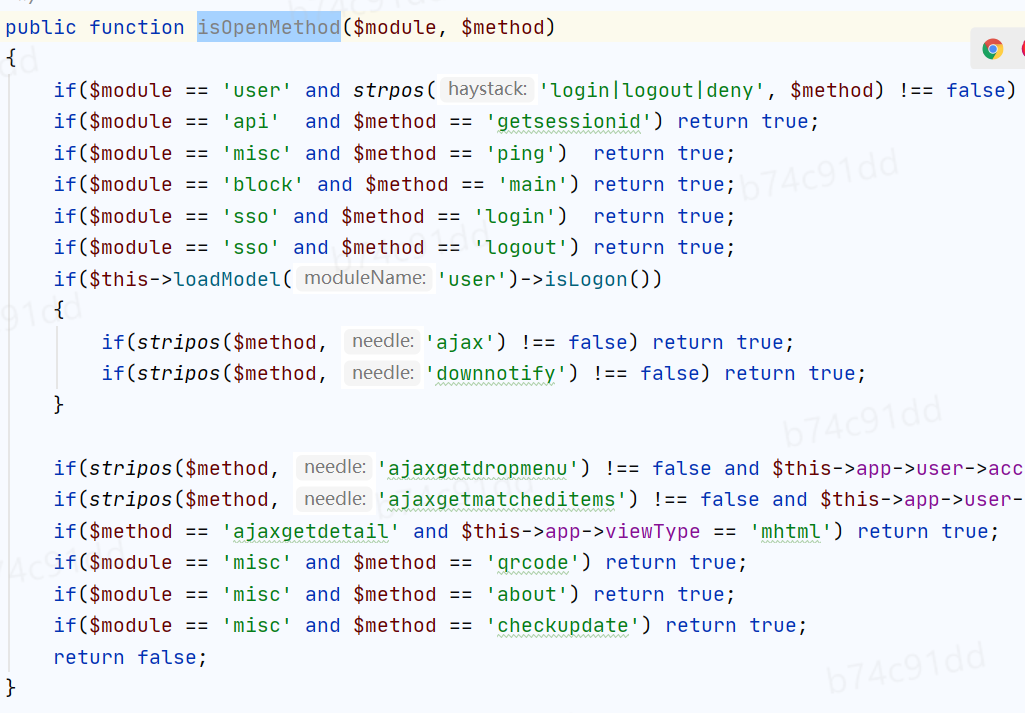 public function isOpenMethod($module, $method)
{
if($module == 'user' and strpos( haystack: 'login|logout|deny', $method) !== false)
if($module == 'api'  and $method == 'getsessionid') return true;
if($module == 'misc' and $method == 'ping')  return true;
if($module == 'block' and $method == 'main') return true;
if($module == 'sso' and $method == 'login')  return true;
if($module == 'sso' and $method == 'logout') return true;
if($this->loadModel( moduleName: 'user')->isLogon())
{
if(stripos($method, needle: 'ajax') !== false) return true;
if(stripos($method, needle: 'downnotify') !== false) return true;
}
if(stripos($method, needle: 'ajaxgetdropmenu') !== false and $this->app->user->acc
if(stripos($method, needle: 'ajaxgetmatcheditems') !== false and $this->app->user-
if($method == 'ajaxgetdetail' and $this->app->viewType == 'mhtml') return true;
if($module == 'misc' and $method == 'qrcode') return true;
if($module == 'misc' and $method == 'about') return true;
if($module == 'misc' and $method == 'checkupdate') return true;
return false;
}
b74c91dd
b74c91dd
b74c91dd